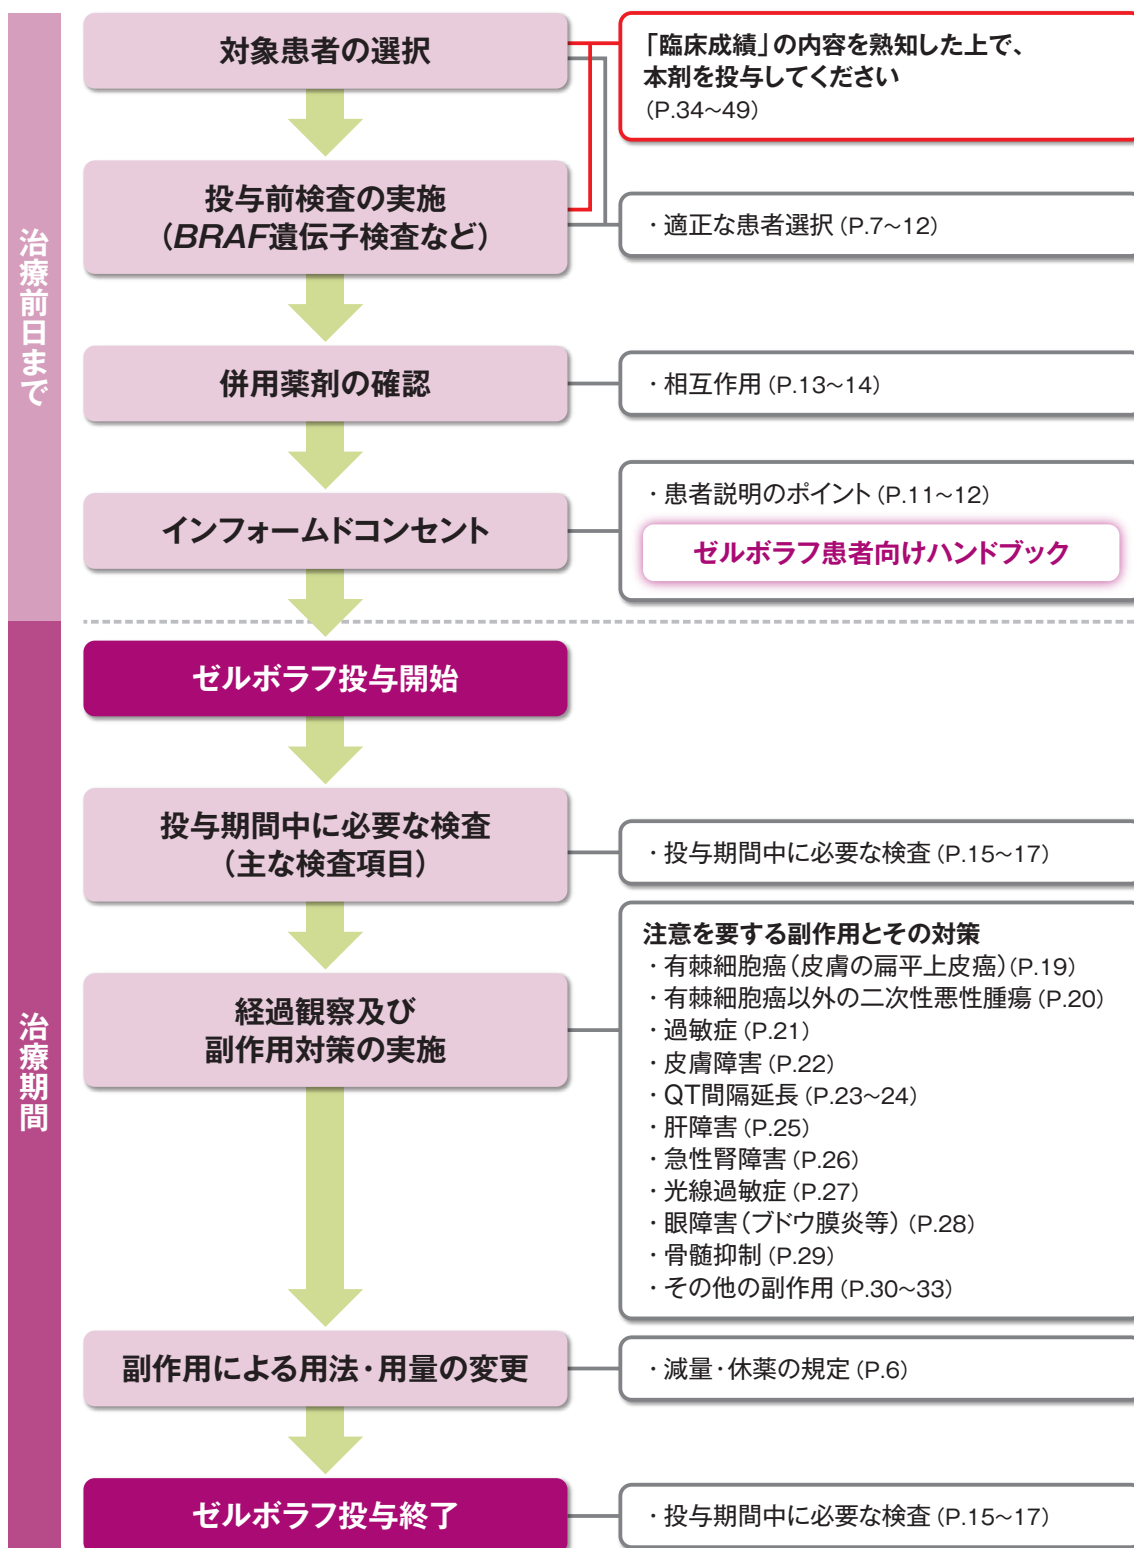 治療前日まで
対象患者の選択
「臨床成績」の内容を熟知した上で、
本剤を投与してください
(P.34~49)
投与前検査の実施
(BRAF遺伝子検査など)
・適正な患者選択 (P.7~12)
併用薬剤の確認
・相互作用 (P.13~14)
インフォームドコンセント
・患者説明のポイント (P.11~12)
ゼルボラフ患者向けハンドブック
治療期間
ゼルボラフ投与開始
投与期間中に必要な検査
(主な検査項目)
・投与期間中に必要な検査 (P.15~17)
経過観察及び
副作用対策の実施
注意を要する副作用とその対策
・有棘細胞癌(皮膚の扁平上皮癌)(P.19)
・有棘細胞癌以外の二次性悪性腫瘍 (P.20)
・過敏症 (P.21)
・皮膚障害 (P.22)
・QT間隔延長 (P.23~24)
・肝障害 (P.25)
・急性腎障害 (P.26)
・光線過敏症 (P.27)
・眼障害(ブドウ膜炎等) (P.28)
・骨髄抑制 (P.29)
・その他の副作用 (P.30~33)
副作用による用法・用量の変更
・減量・休薬の規定 (P.6)
ゼルボラフ投与終了
・投与期間中に必要な検査 (P.15~17)